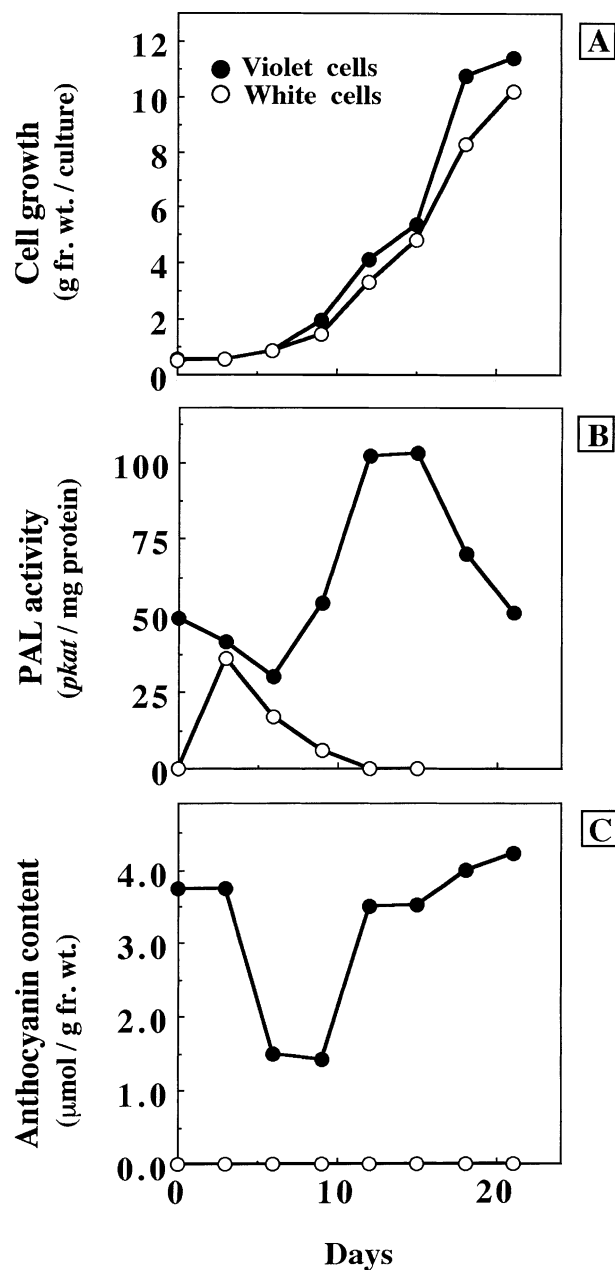 A
Violet cells
White cells
Cell growth
(g fr. wt. / culture)
12
10
8
6
4
2
0
B
PAL activity
(pkat / mg protein)
100
75
50
25
0
C
Anthocyanin content
(μmol / g fr. wt.)
4.0
3.0
2.0
1.0
0.0
0 10 20
Days